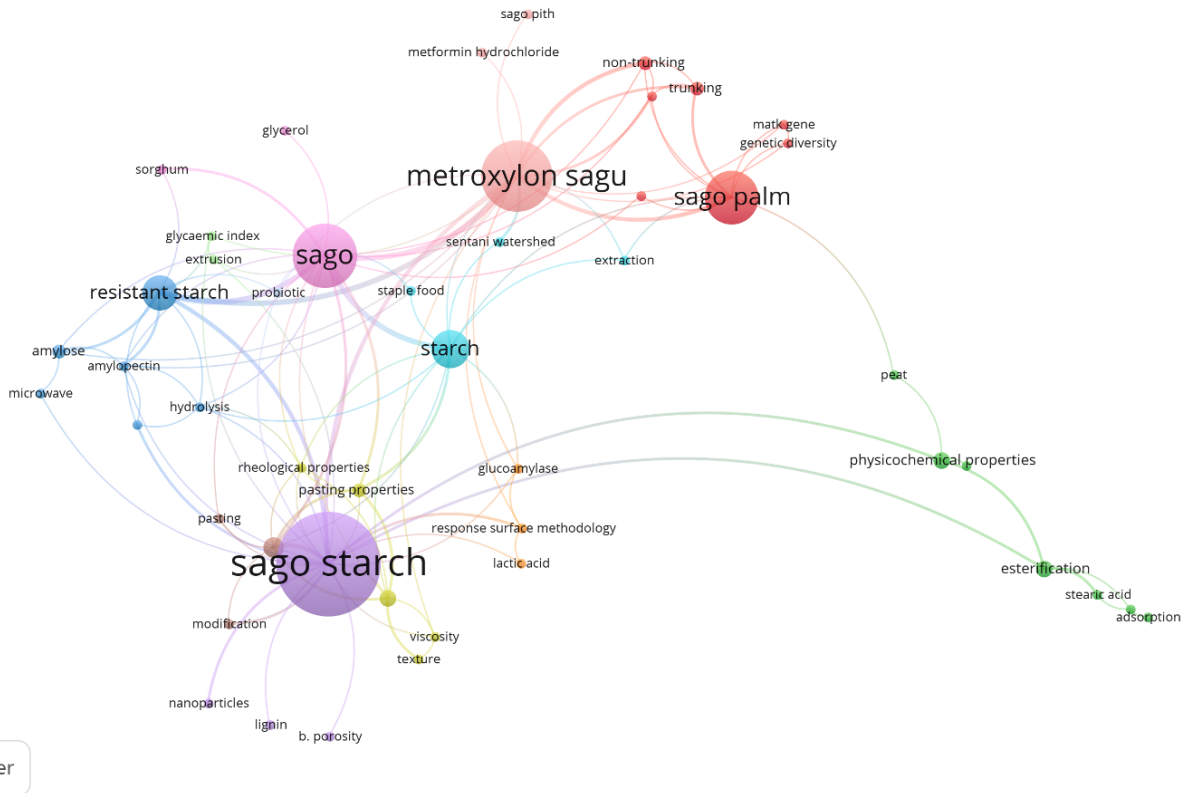 sago pith
metformin hydrochloride
non-trunking
trunking
matk gene
genetic diversity
glycerol
sorghum
metroxylon sagu
sago palm
glycaemic index
sentani watershed
sago
extrusion
extraction
resistant starch
probiotic
staple food
amylose
starch
amylopectin
peat
microwave
hydrolysis
physicochemical properties
rheological properties
glucoamylase
pasting properties
pasting
response surface methodology
sago starch
lactic acid
esterification
stearic acid
adsorption
modification
viscosity
texture
nanoparticles
lignin
b. porosity
er